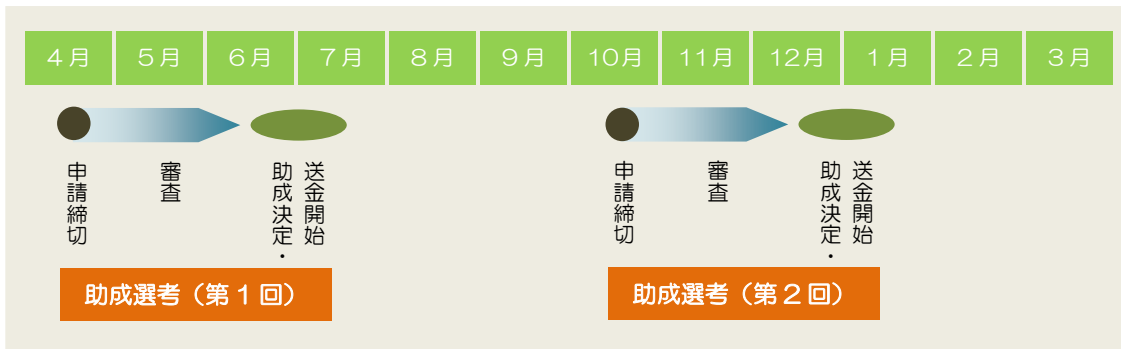 4月 5月 6月 7月 8月 9月 10月 11月 12月 1月 2月 3月
申請締切
審査
助成決定・
送金開始
助成選考（第1回）
申請締切
審査
助成決定・
送金開始
助成選考（第2回）